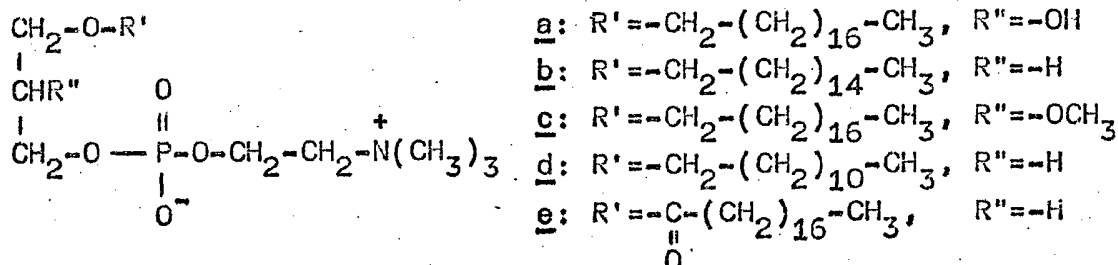 CH2-O-R'
CHR"
O
CH2-O-P-O-CH2-CH2-N(CH3)3
+
O-
a: R'=-CH2-(CH2)16-CH3, R"=-OH
b: R'=-CH2-(CH2)14-CH3, R"=-H
c: R'=-CH2-(CH2)16-CH3, R"=-OCH3
d: R'=-CH2-(CH2)10-CH3, R"=-H
e: R'=-C-(CH2)16-CH3, R"=-H
O